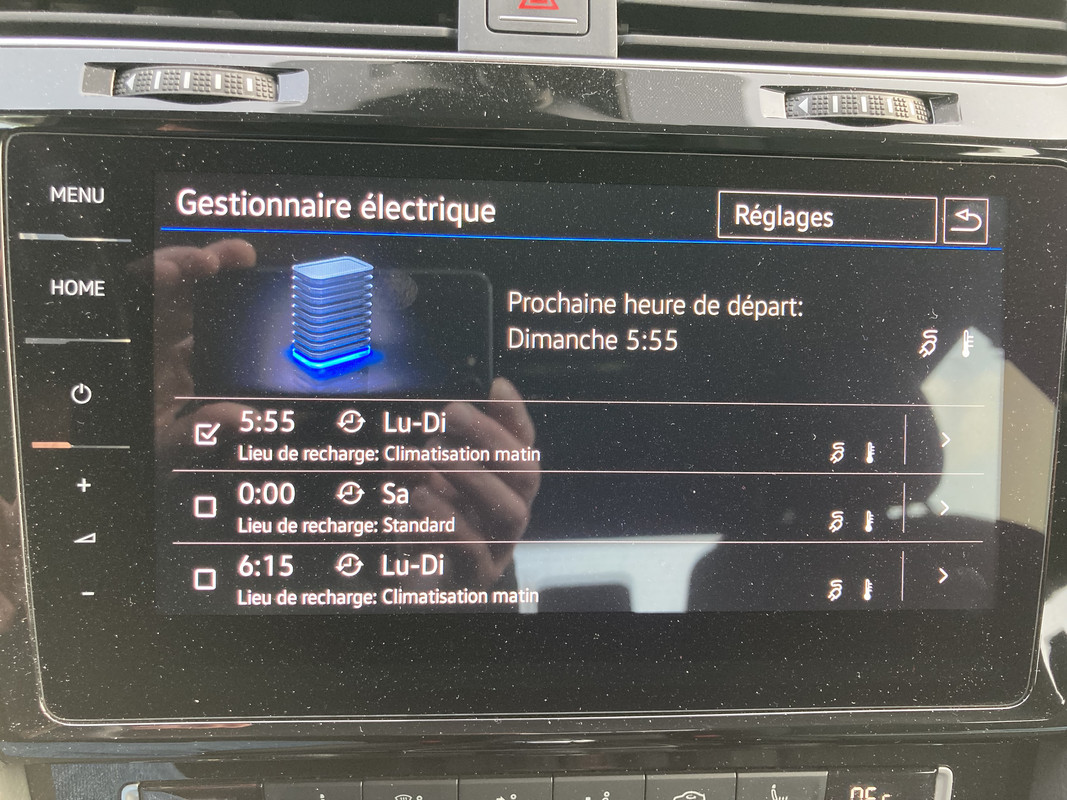 MENU
Gestionnaire électrique
Réglages
HOME
Prochaine heure de départ:
Dimanche 5:55
5:55 Lu-Di
Lieu de recharge: Climatisation matin
0:00 Sa
Lieu de recharge: Standard
6:15 Lu-Di
Lieu de recharge: Climatisation matin
+
−